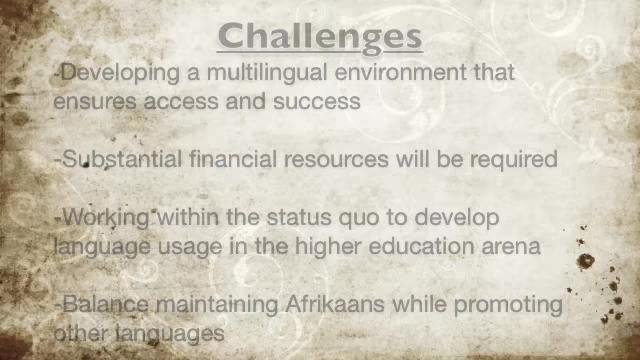 Challenges
-Developing a multilingual environment that
ensures access and success
-Substantial financial resources will be required
-Working within the status quo to develop
language usage in the higher education arena
-Balance maintaining Afrikaans while promoting
other languages